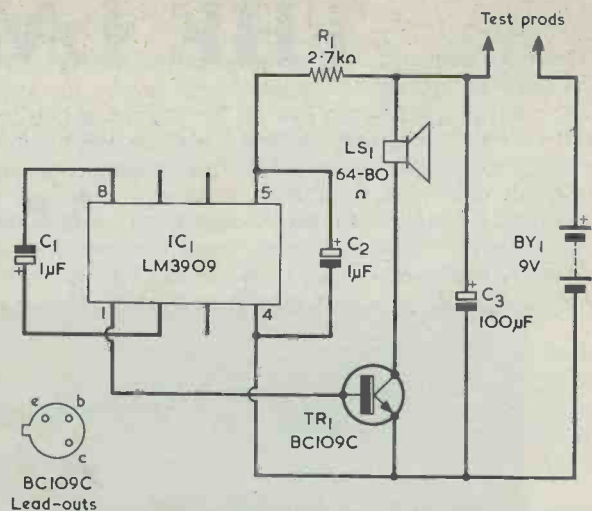 Test prods
R1
2·7kΩ
LS1
64-80
Ω
8
5
C1
1µF
+
IC1
LM3909
+
C2
1µF
BY1
9V
+
+
C3
100µF
1
4
TR1
BC109C
e
b
c
BC109C
Lead-outs